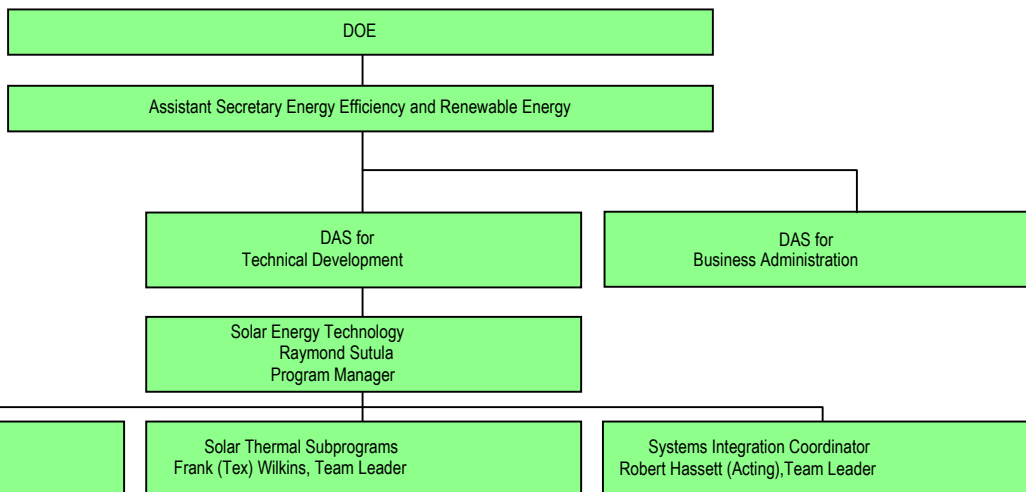 DOE
Assistant Secretary Energy Efficiency and Renewable Energy
DAS for
Technical Development
DAS for
Business Administration
Solar Energy Technology
Raymond Sutula
Program Manager
Solar Thermal Subprograms
Frank (Tex) Wilkins, Team Leader
Systems Integration Coordinator
Robert Hassett (Acting),Team Leader